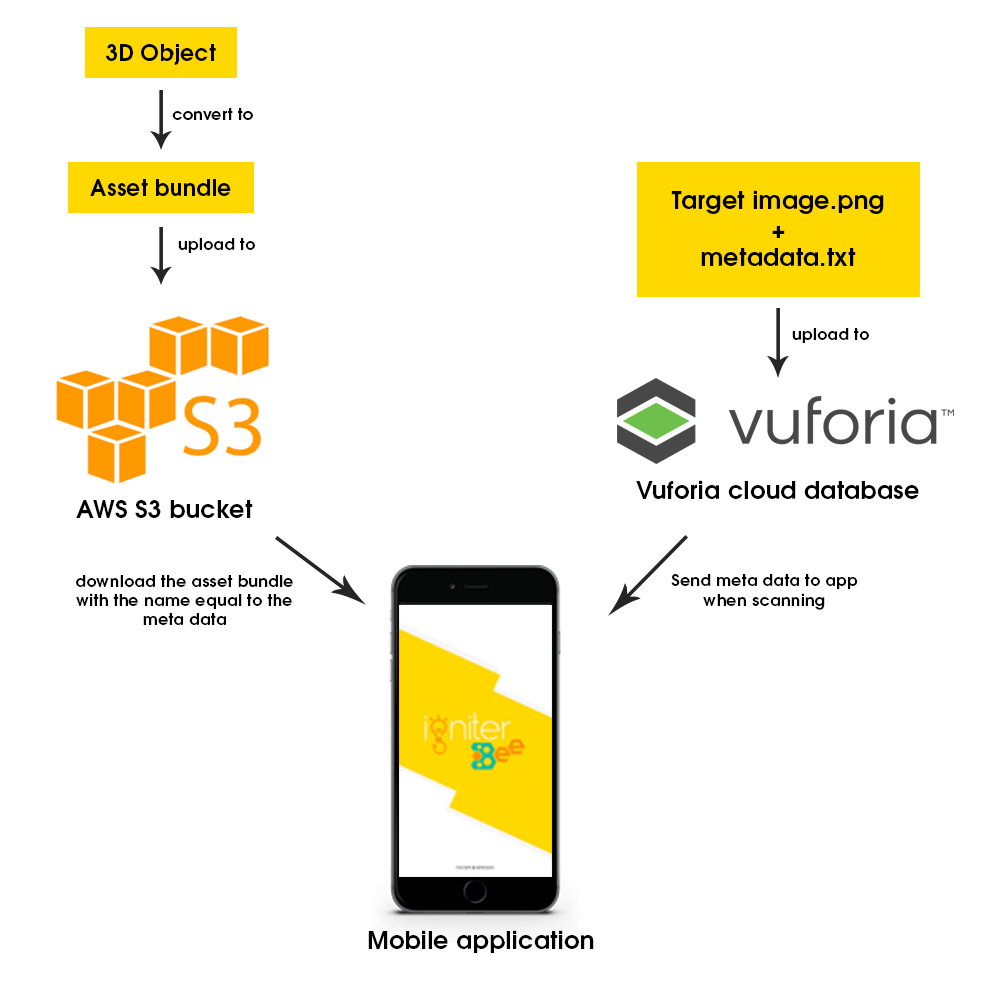 3D Object
convert to
Asset bundle
upload to
S3
AWS S3 bucket
download the asset bundle
with the name equal to the
meta data
Target image.png
+
metadata.txt
upload to
vuforia™
Vuforia cloud database
Send meta data to app
when scanning
igniter
Bee
Mobile application